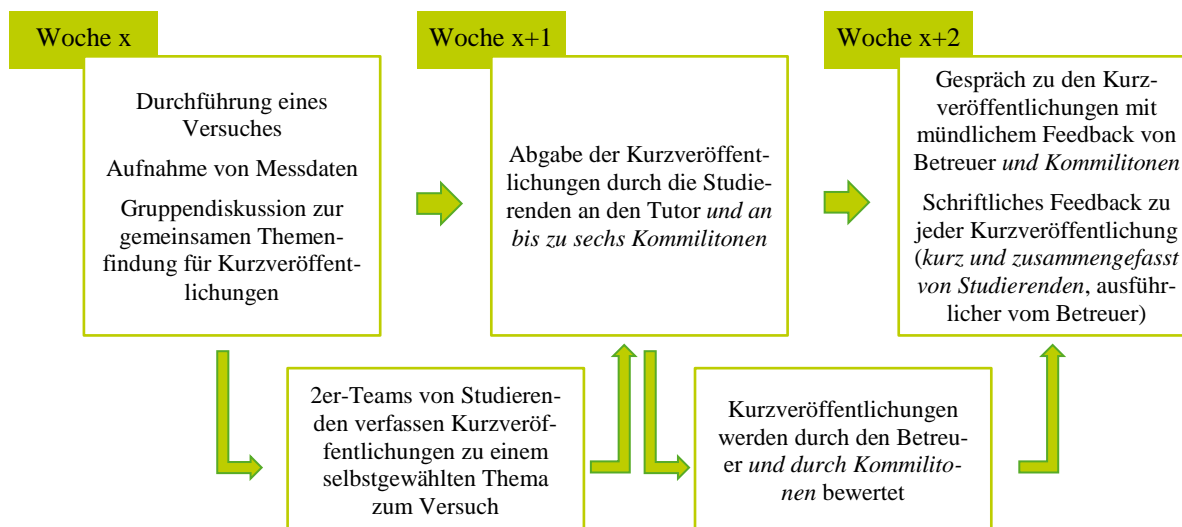 Woche x
Durchführung eines
Versuches
Aufnahme von Messdaten
Gruppendiskussion zur
gemeinsamen Themen-
findung für Kurzveröffent-
lichungen
Woche x+1
Abgabe der Kurzveröffent-
lichungen durch die Studie-
renden an den Tutor und an
bis zu sechs Kommilitonen
Woche x+2
Gespräch zu den Kurz-
veröffentlichungen mit
mündlichem Feedback von
Betreuer und Kommilitonen
Schriftliches Feedback zu
jeder Kurzveröffentlichung
(kurz und zusammengefasst
von Studierenden, ausführ-
licher vom Betreuer)
2er-Teams von Studieren-
den verfassen Kurzveröf-
fentlichungen zu einem
selbstgewählten Thema
zum Versuch
Kurzveröffentlichungen
werden durch den Betreu-
er und durch Kommilito-
nen bewertet